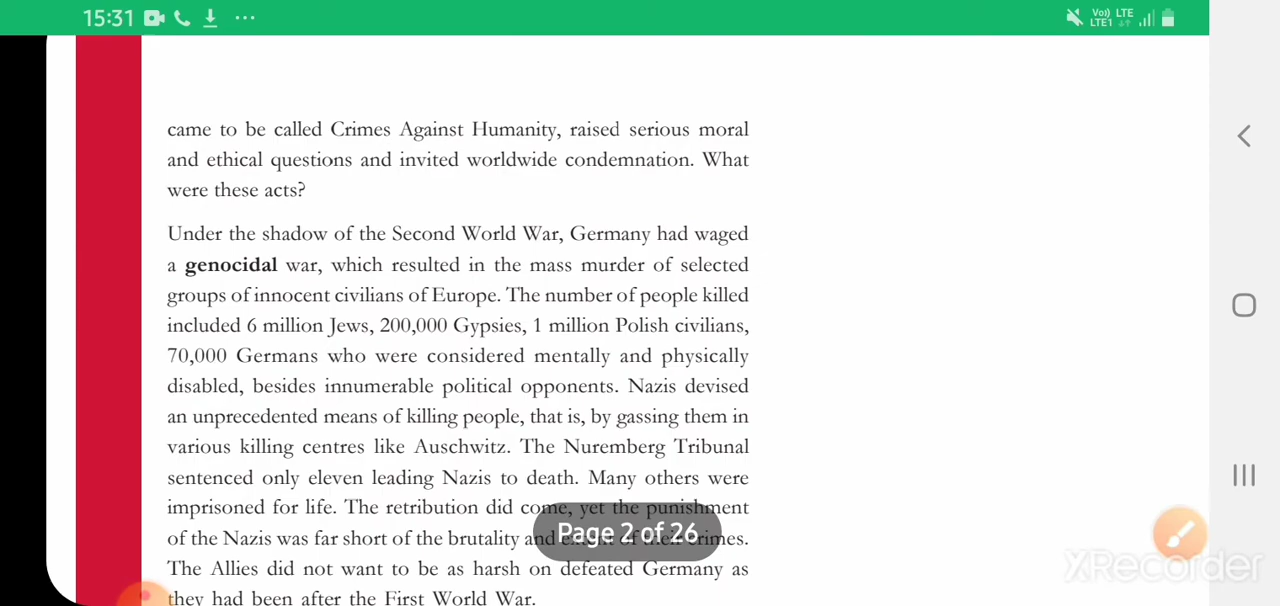 15:31 ... Vo) LTE
LTE1
came to be called Crimes Against Humanity, raised serious moral
and ethical questions and invited worldwide condemnation. What
were these acts?
Under the shadow of the Second World War, Germany had waged
a genocidal war, which resulted in the mass murder of selected
groups of innocent civilians of Europe. The number of people killed
included 6 million Jews, 200,000 Gypsies, 1 million Polish civilians,
70,000 Germans who were considered mentally and physically
disabled, besides innumerable political opponents. Nazis devised
an unprecedented means of killing people, that is, by gassing them in
various killing centres like Auschwitz. The Nuremberg Tribunal
sentenced only eleven leading Nazis to death. Many others were
imprisoned for life. The retribution did come, yet the punishment
of the Nazis was far short of the brutality and extent of their crimes.
Page 2 of 26
The Allies did not want to be as harsh on defeated Germany as
they had been after the First World War.
XRecorder